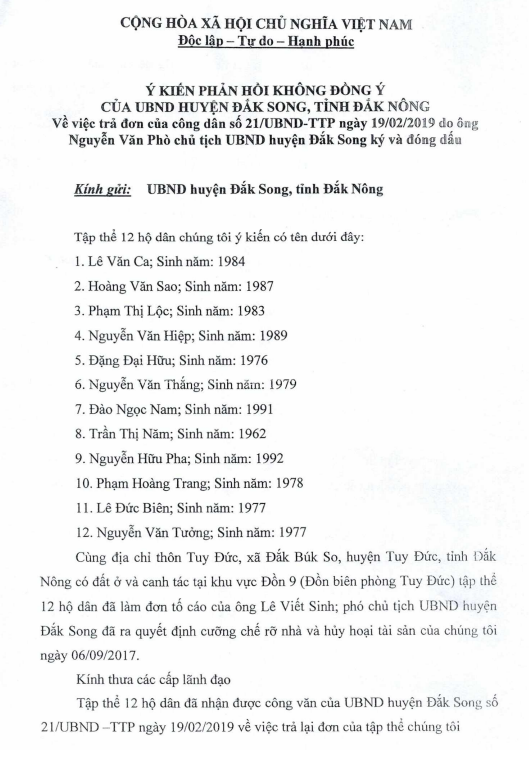 CỘNG HÒA XÃ HỘI CHỦ NGHĨA VIỆT NAM
Độc lập – Tự do – Hạnh phúc
Ý KIẾN PHẢN HỒI KHÔNG ĐỒNG Ý
CỦA UBND HUYỆN ĐẮK SONG, TỈNH ĐẮK NÔNG
Về việc trả đơn của công dân số 21/UBND-TTP ngày 19/02/2019 do ông
Nguyễn Văn Phò chủ tịch UBND huyện Đắk Song ký và đóng dấu
Kính gửi: UBND huyện Đắk Song, tỉnh Đắk Nông
Tập thể 12 hộ dân chúng tôi ý kiến có tên dưới đây:
1. Lê Văn Ca; Sinh năm: 1984
2. Hoàng Văn Sao; Sinh năm: 1987
3. Phạm Thị Lộc; Sinh năm: 1983
4. Nguyễn Văn Hiệp; Sinh năm: 1989
5. Đặng Đại Hữu; Sinh năm: 1976
6. Nguyễn Văn Thắng; Sinh năm: 1979
7. Đào Ngọc Nam; Sinh năm: 1991
8. Trần Thị Năm; Sinh năm: 1962
9. Nguyễn Hữu Pha; Sinh năm: 1992
10. Phạm Hoàng Trang; Sinh năm: 1978
11. Lê Đức Biên; Sinh năm: 1977
12. Nguyễn Văn Tưởng; Sinh năm: 1977
Cùng địa chỉ thôn Tuy Đức, xã Đắk Búk So, huyện Tuy Đức, tỉnh Đắk
Nông có đất ở và canh tác tại khu vực Đồn 9 (Đồn biên phòng Tuy Đức) tập thể
12 hộ dân đã làm đơn tố cáo của ông Lê Viết Sinh; phó chủ tịch UBND huyện
Đắk Song đã ra quyết định cưỡng chế rỡ nhà và hủy hoại tài sản của chúng tôi
ngày 06/09/2017.
Kính thưa các cấp lãnh đạo
Tập thể 12 hộ dân đã nhận được công văn của UBND huyện Đắk Song số
21/UBND –TTP ngày 19/02/2019 về việc trả lại đơn của tập thể chúng tôi